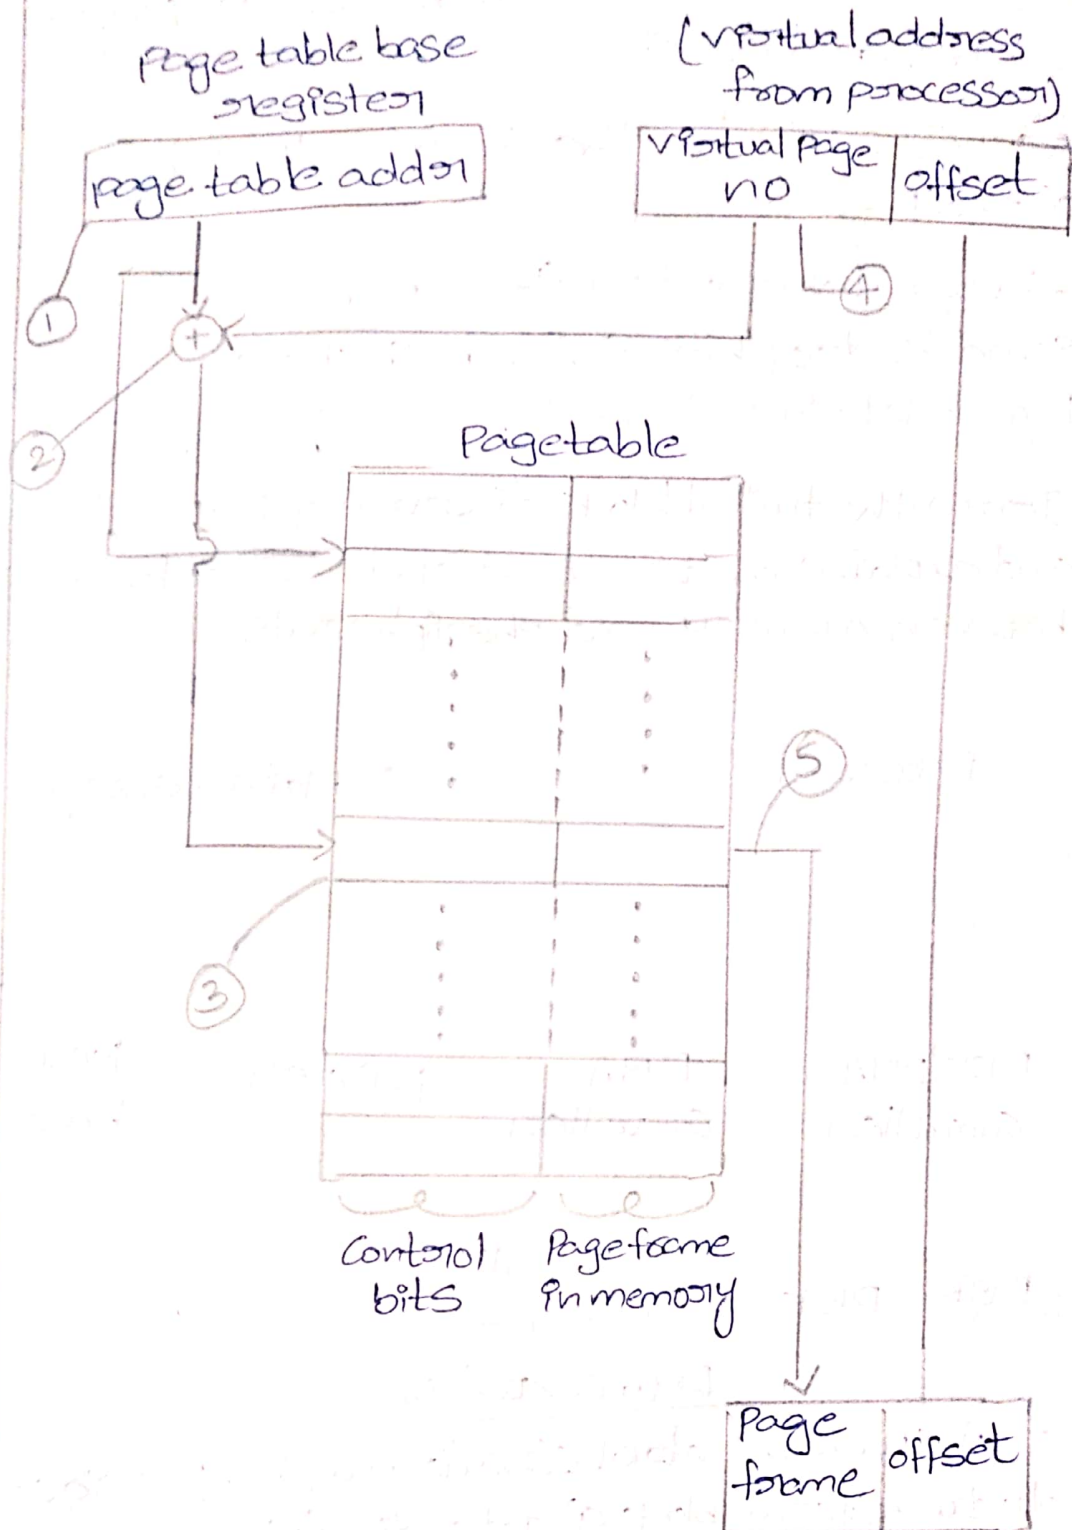 Page table base
register
(virtual address
from processor)
page table addr
virtual page
no
offset
1
4
+
2
Pagetable
5
3
Control
bits
Pageframe
in memory
Page
frame
offset